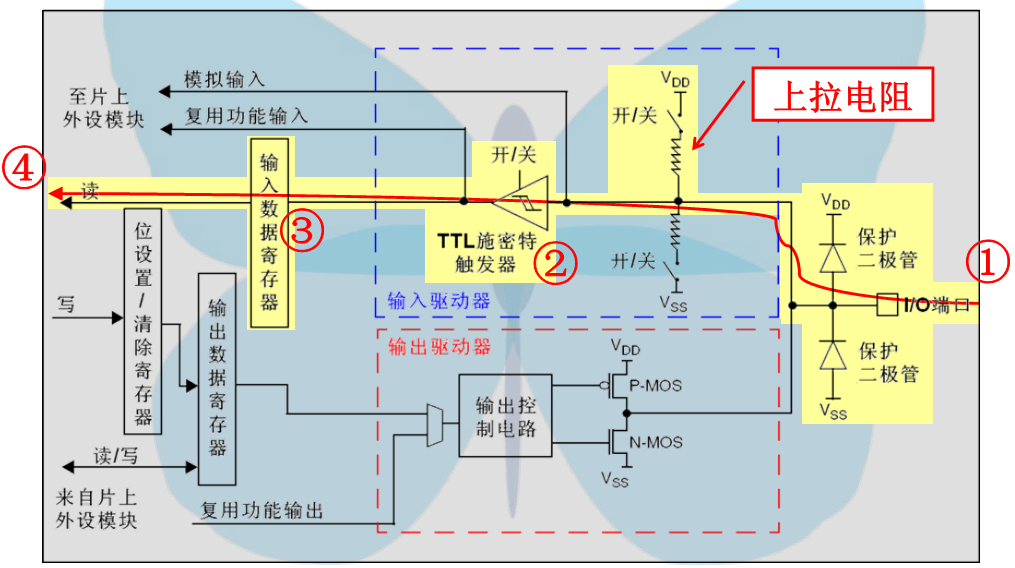 模拟输入
至片上
外设模块
复用功能输入
开/关
VDD
开/关
上拉电阻
④
读
输入数据寄存器
③
TTL施密特
触发器
②
开/关
VSS
输入驱动器
VDD
保护
二极管
①
I/O端口
保护
二极管
VSS
位设置/清除寄存器
写
输出数据寄存器
输出驱动器
VDD
P-MOS
输出控
制电路
N-MOS
VSS
读/写
来自片上
外设模块
复用功能输出